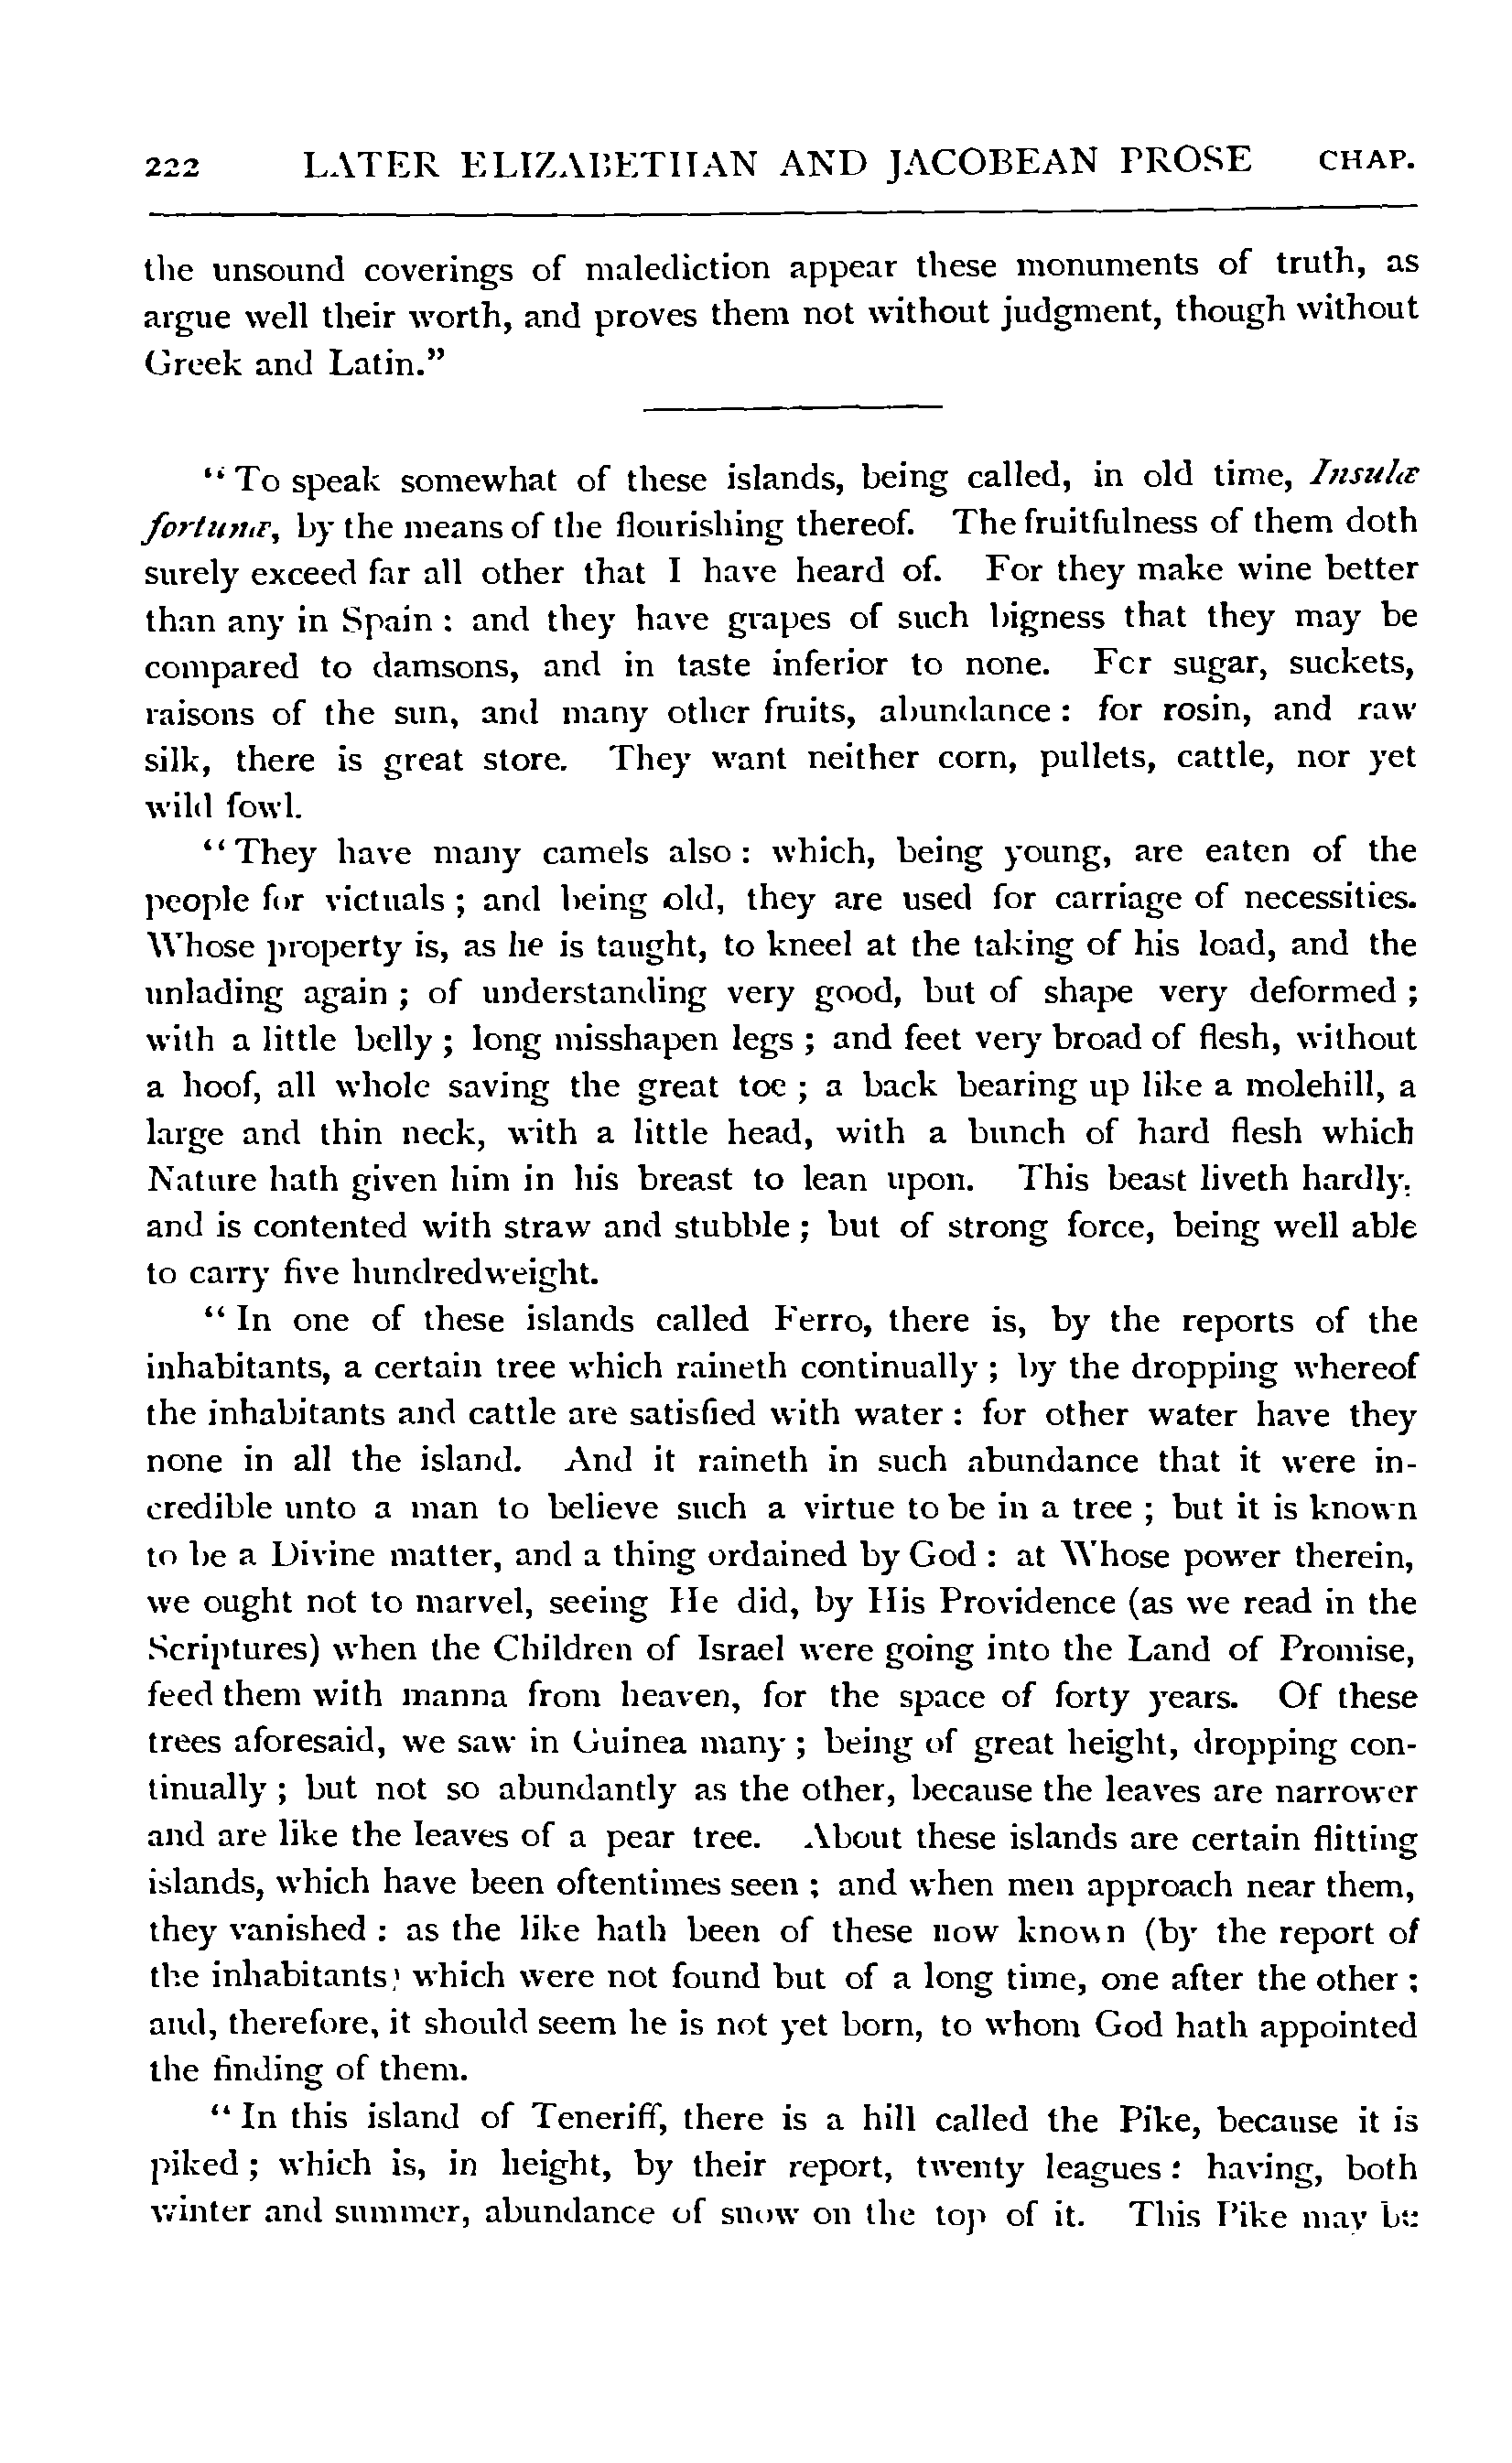 222 LATER ELIZABETHAN AND JACOBEAN PROSE CHAP.
the unsound coverings of malediction appear these monuments of truth, as
argue well their worth, and proves them not without judgment, though without
Greek and Latin.”
“To speak somewhat of these islands, being called, in old time, Insulæ
fortunæ, by the means of the flourishing thereof. The fruitfulness of them doth
surely exceed far all other that I have heard of. For they make wine better
than any in Spain : and they have grapes of such bigness that they may be
compared to damsons, and in taste inferior to none. For sugar, suckets,
raisons of the sun, and many other fruits, abundance : for rosin, and raw
silk, there is great store. They want neither corn, pullets, cattle, nor yet
wild fowl.
“They have many camels also : which, being young, are eaten of the
people for victuals ; and being old, they are used for carriage of necessities.
Whose property is, as he is taught, to kneel at the taking of his load, and the
unlading again ; of understanding very good, but of shape very deformed ;
with a little belly ; long misshapen legs ; and feet very broad of flesh, without
a hoof, all whole saving the great toe ; a back bearing up like a molehill, a
large and thin neck, with a little head, with a bunch of hard flesh which
Nature hath given him in his breast to lean upon. This beast liveth hardly,
and is contented with straw and stubble ; but of strong force, being well able
to carry five hundredweight.
“In one of these islands called Ferro, there is, by the reports of the
inhabitants, a certain tree which raineth continually ; by the dropping whereof
the inhabitants and cattle are satisfied with water : for other water have they
none in all the island. And it raineth in such abundance that it were in-
credible unto a man to believe such a virtue to be in a tree ; but it is known
to be a Divine matter, and a thing ordained by God : at Whose power therein,
we ought not to marvel, seeing He did, by His Providence (as we read in the
Scriptures) when the Children of Israel were going into the Land of Promise,
feed them with manna from heaven, for the space of forty years. Of these
trees aforesaid, we saw in Guinea many ; being of great height, dropping con-
tinually ; but not so abundantly as the other, because the leaves are narrower
and are like the leaves of a pear tree. About these islands are certain flitting
islands, which have been oftentimes seen ; and when men approach near them,
they vanished : as the like hath been of these now known (by the report of
the inhabitants) which were not found but of a long time, one after the other ;
and, therefore, it should seem he is not yet born, to whom God hath appointed
the finding of them.
“In this island of Teneriff, there is a hill called the Pike, because it is
piked ; which is, in height, by their report, twenty leagues : having, both
winter and summer, abundance of snow on the top of it. This Pike may be